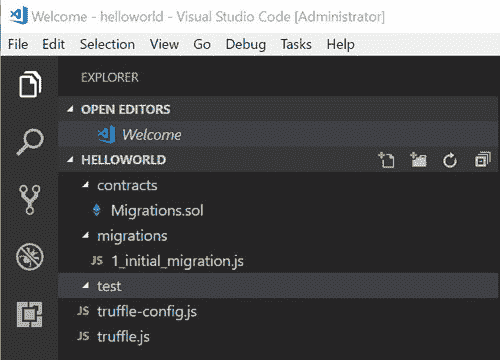 Welcome - helloworld - Visual Studio Code [Administrator]
File Edit Selection View Go Debug Tasks Help
EXPLORER
OPEN EDITORS
Welcome
HELLOWORLD
contracts
Migrations.sol
migrations
JS 1_initial_migration.js
test
JS truffle-config.js
JS truffle.js